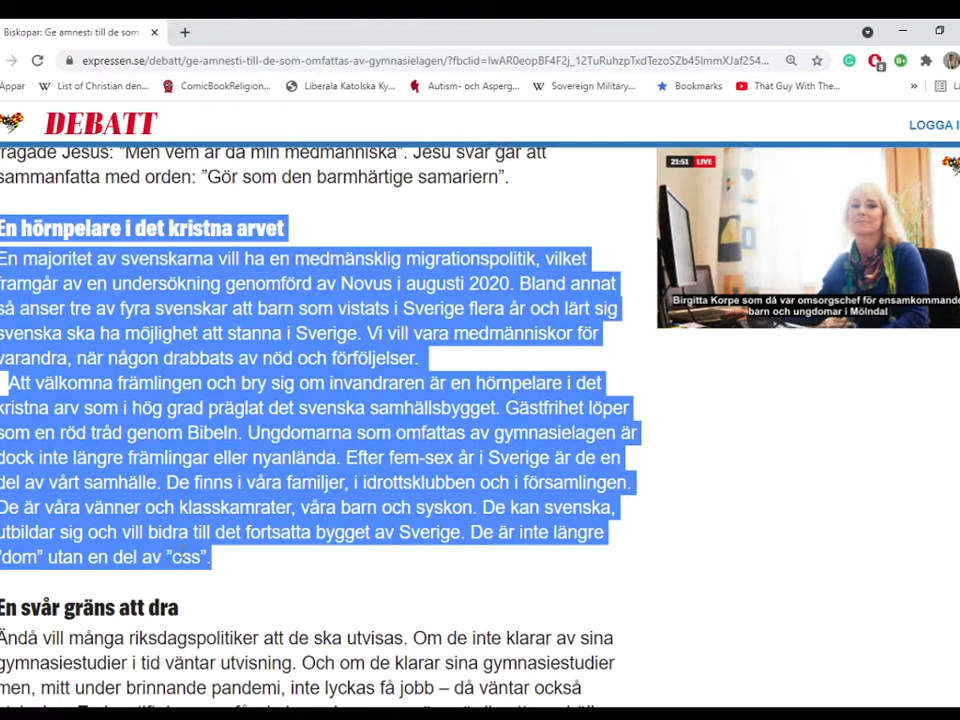 Biskopar: Ge amnesti till de som
expressen.se/debatt/ge-amnesti-till-de-som-omfattas-av-gymnasielagen/?fbclid=IwAR0eopBF4F2j_12TuRuhzpTxdTezoSZb45lmmXJaf254...
Appar
List of Christian den...
ComicBookReligion...
Liberala Katolska Ky...
Autism- och Asperg...
Sovereign Military...
Bookmarks
That Guy With The...
»
DEBATT
LOGGA I
frågade Jesus: ”Men vem är då min medmänniska”. Jesu svar går att
sammanfatta med orden: ”Gör som den barmhärtige samariern”.
En hörnpelare i det kristna arvet
En majoritet av svenskarna vill ha en medmänsklig migrationspolitik, vilket
framgår av en undersökning genomförd av Novus i augusti 2020. Bland annat
så anser tre av fyra svenskar att barn som vistats i Sverige flera år och lärt sig
svenska ska ha möjlighet att stanna i Sverige. Vi vill vara medmänniskor för
varandra, när någon drabbats av nöd och förföljelser.
Att välkomna främlingen och bry sig om invandraren är en hörnpelare i det
kristna arv som i hög grad präglat det svenska samhällsbygget. Gästfrihet löper
som en röd tråd genom Bibeln. Ungdomarna som omfattas av gymnasielagen är
dock inte längre främlingar eller nyanlända. Efter fem-sex år i Sverige är de en
del av vårt samhälle. De finns i våra familjer, i idrottsklubben och i församlingen.
De är våra vänner och klasskamrater, våra barn och syskon. De kan svenska,
utbildar sig och vill bidra till det fortsatta bygget av Sverige. De är inte längre
”dom” utan en del av ”oss”.
En svår gräns att dra
Ändå vill många riksdagspolitiker att de ska utvisas. Om de inte klarar av sina
gymnasiestudier i tid väntar utvisning. Och om de klarar sina gymnasiestudier
men, mitt under brinnande pandemi, inte lyckas få jobb – då väntar också
21:51 LIVE
Birgitta Korpe som då var omsorgschef för ensamkommande
barn och ungdomar i Mölndal